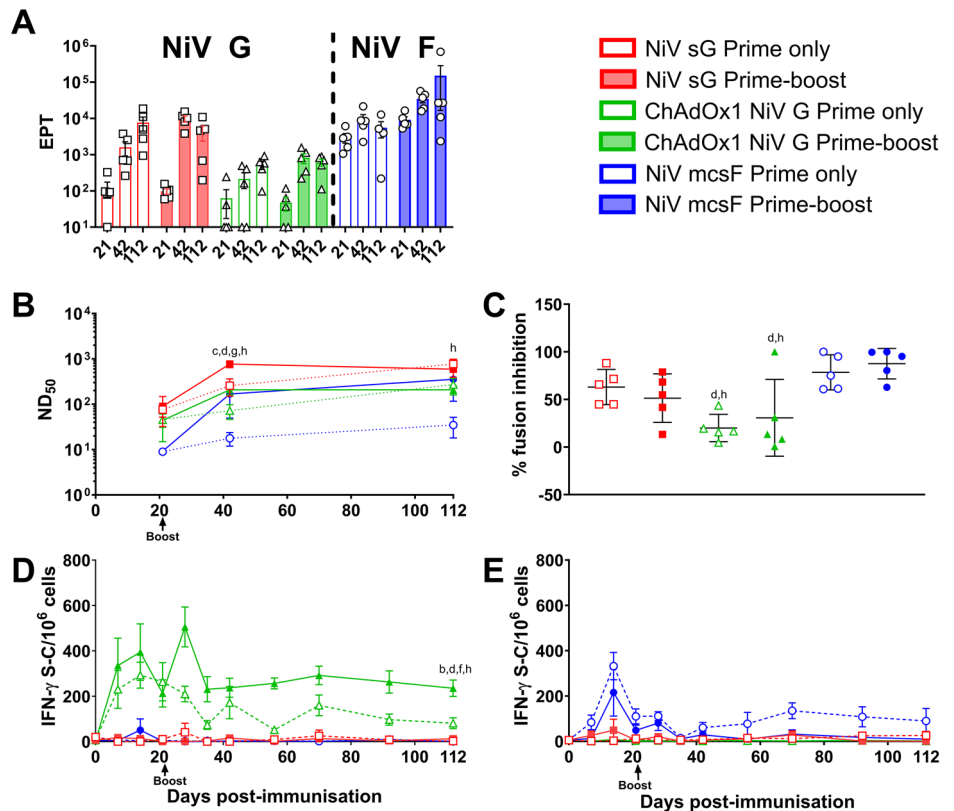 A
NiV G
NiV F
EPT
10⁶
10⁵
10⁴
10³
10²
10¹
21 42 112 21 42 112 21 42 112 21 42 112 21 42 112 21 42 112
NiV sG Prime only
NiV sG Prime-boost
ChAdOx1 NiV G Prime only
ChAdOx1 NiV G Prime-boost
NiV mcsF Prime only
NiV mcsF Prime-boost
B
ND₅₀
10⁴
10³
10²
10¹
10⁰
c,d,g,h
h
0 20 40 60 80 100 112
Boost
C
% fusion inhibition
150
100
50
0
-50
d,h
d,h
D
IFN-γ S-C/10⁶ cells
800
600
400
200
0
b,d,f,h
0 20 40 60 80 100 112
Boost
Days post-immunisation
E
IFN-γ S-C/10⁶ cells
800
600
400
200
0
0 20 40 60 80 100 112
Boost
Days post-immunisation